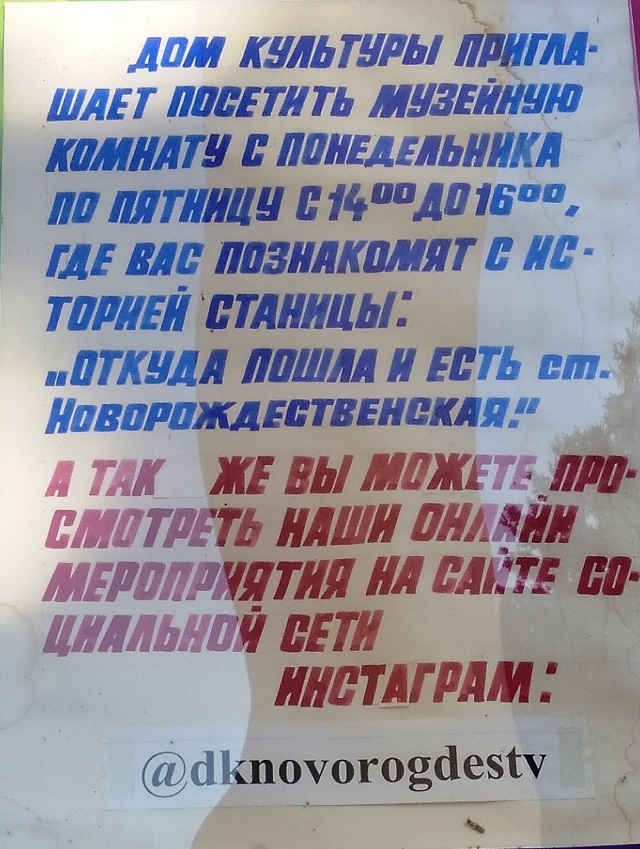 ДОМ КУЛЬТУРЫ ПРИГЛА-
ШАЕТ ПОСЕТИТЬ МУЗЕЙНУЮ
КОМНАТУ С ПОНЕДЕЛЬНИКА
ПО ПЯТНИЦУ С 14⁰⁰ ДО 16⁰⁰,
ГДЕ ВАС ПОЗНАКОМЯТ С ИС-
ТОРИЕЙ СТАНИЦЫ:
„ОТКУДА ПОШЛА И ЕСТЬ ст.
НОВОРОЖДЕСТВЕНСКАЯ."
А ТАК ЖЕ ВЫ МОЖЕТЕ ПРО-
СМОТРЕТЬ НАШИ ОНЛАЙН
МЕРОПРИЯТИЯ НА САЙТЕ СО-
ЦИАЛЬНОЙ СЕТИ
ИНСТАГРАМ:
@dknovorogdestv